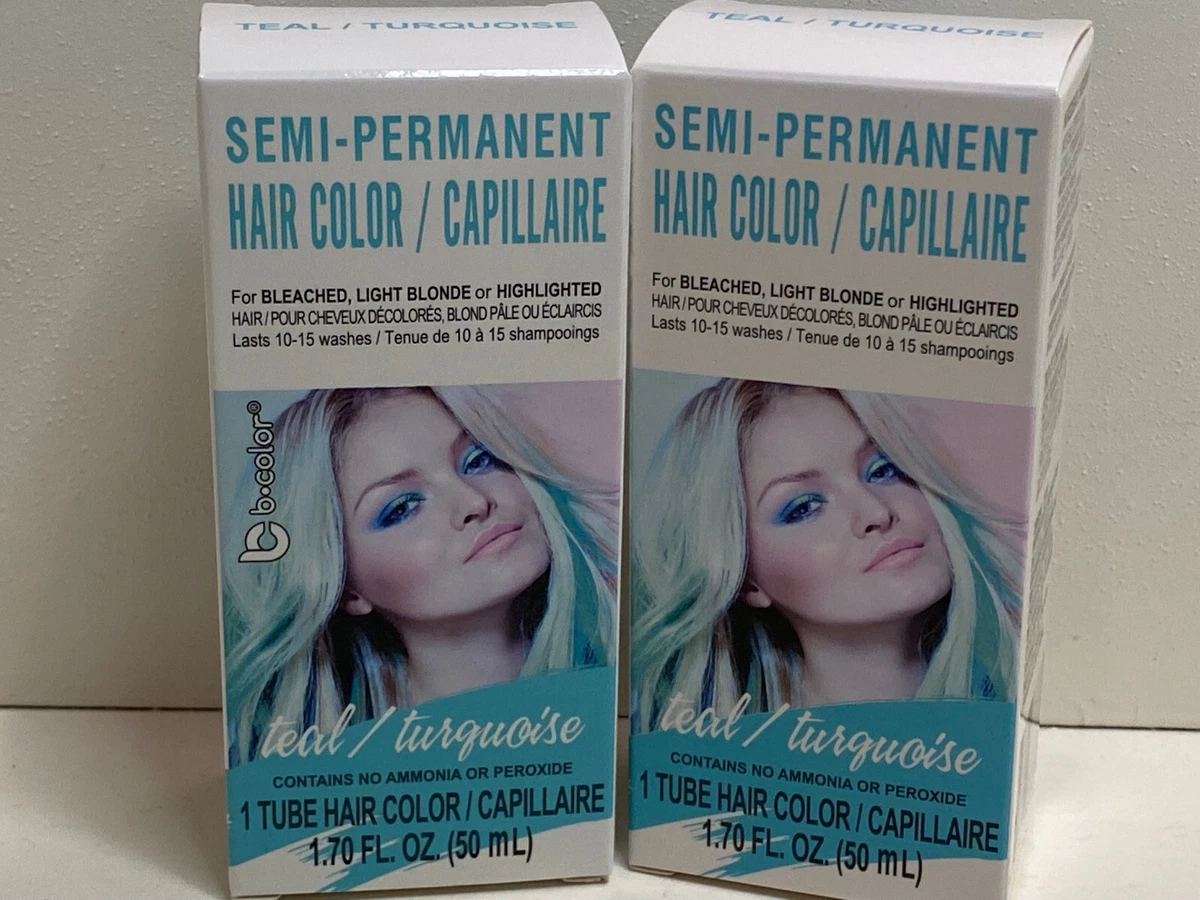 TEAL / TURQUOISE
SEMI-PERMANENT
HAIR COLOR / CAPILLAIRE
For BLEACHED, LIGHT BLONDE or HIGHLIGHTED
HAIR / POUR CHEVEUX DÉCOLORÉS, BLOND PÂLE OU ÉCLAIRCIS
Lasts 10-15 washes / Tenue de 10 à 15 shampooings
b•color®
teal / turquoise
CONTAINS NO AMMONIA OR PEROXIDE
1 TUBE HAIR COLOR / CAPILLAIRE
1.70 FL. OZ. (50 mL)
TEAL / TURQUOISE
SEMI-PERMANENT
HAIR COLOR / CAPILLAIRE
For BLEACHED, LIGHT BLONDE or HIGHLIGHTED
HAIR / POUR CHEVEUX DÉCOLORÉS, BLOND PÂLE OU ÉCLAIRCIS
Lasts 10-15 washes / Tenue de 10 à 15 shampooings
teal / turquoise
CONTAINS NO AMMONIA OR PEROXIDE
1 TUBE HAIR COLOR / CAPILLAIRE
1.70 FL. OZ. (50 mL)